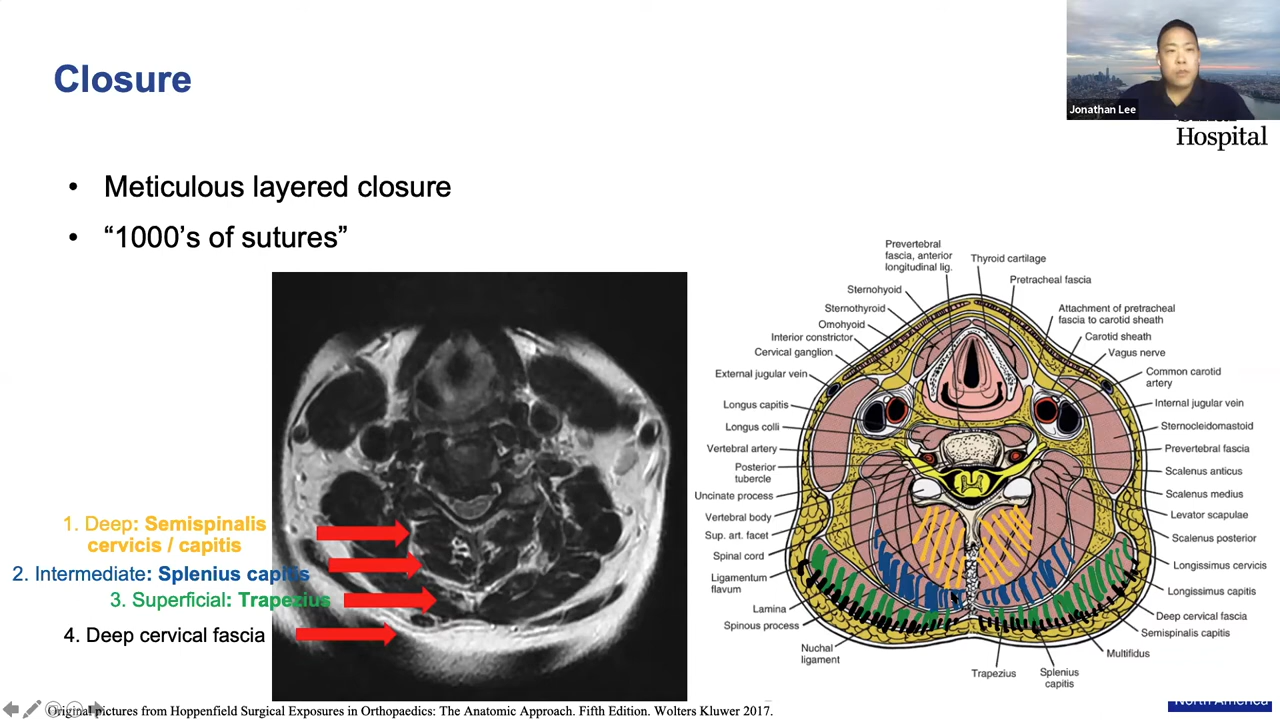 Closure
Jonathan Lee
Hospital
• Meticulous layered closure
• “1000’s of sutures”
1. Deep: Semispinalis
cervicis / capitis
2. Intermediate: Splenius capitis
3. Superficial: Trapezius
4. Deep cervical fascia
Prevertebral
fascia, anterior
longitudinal lig.
Sternohyoid
Sternothyroid
Omohyoid
Interior constrictor
Cervical ganglion
External jugular vein
Longus capitis
Longus colli
Vertebral artery
Posterior
tubercle
Uncinate process
Vertebral body
Sup. art. facet
Spinal cord
Ligamentum
flavum
Lamina
Spinous process
Nuchal
ligament
Thyroid cartilage
Pretracheal fascia
Attachment of pretracheal
fascia to carotid sheath
Carotid sheath
Vagus nerve
Common carotid
artery
Internal jugular vein
Sternocleidomastoid
Prevertebral fascia
Scalenus anticus
Scalenus medius
Levator scapulae
Scalenus posterior
Longissimus cervicis
Longissimus capitis
Deep cervical fascia
Semispinalis capitis
Multifidus
Splenius
capitis
Trapezius
North America
Original pictures from Hoppenfield Surgical Exposures in Orthopaedics: The Anatomic Approach. Fifth Edition. Wolters Kluwer 2017.